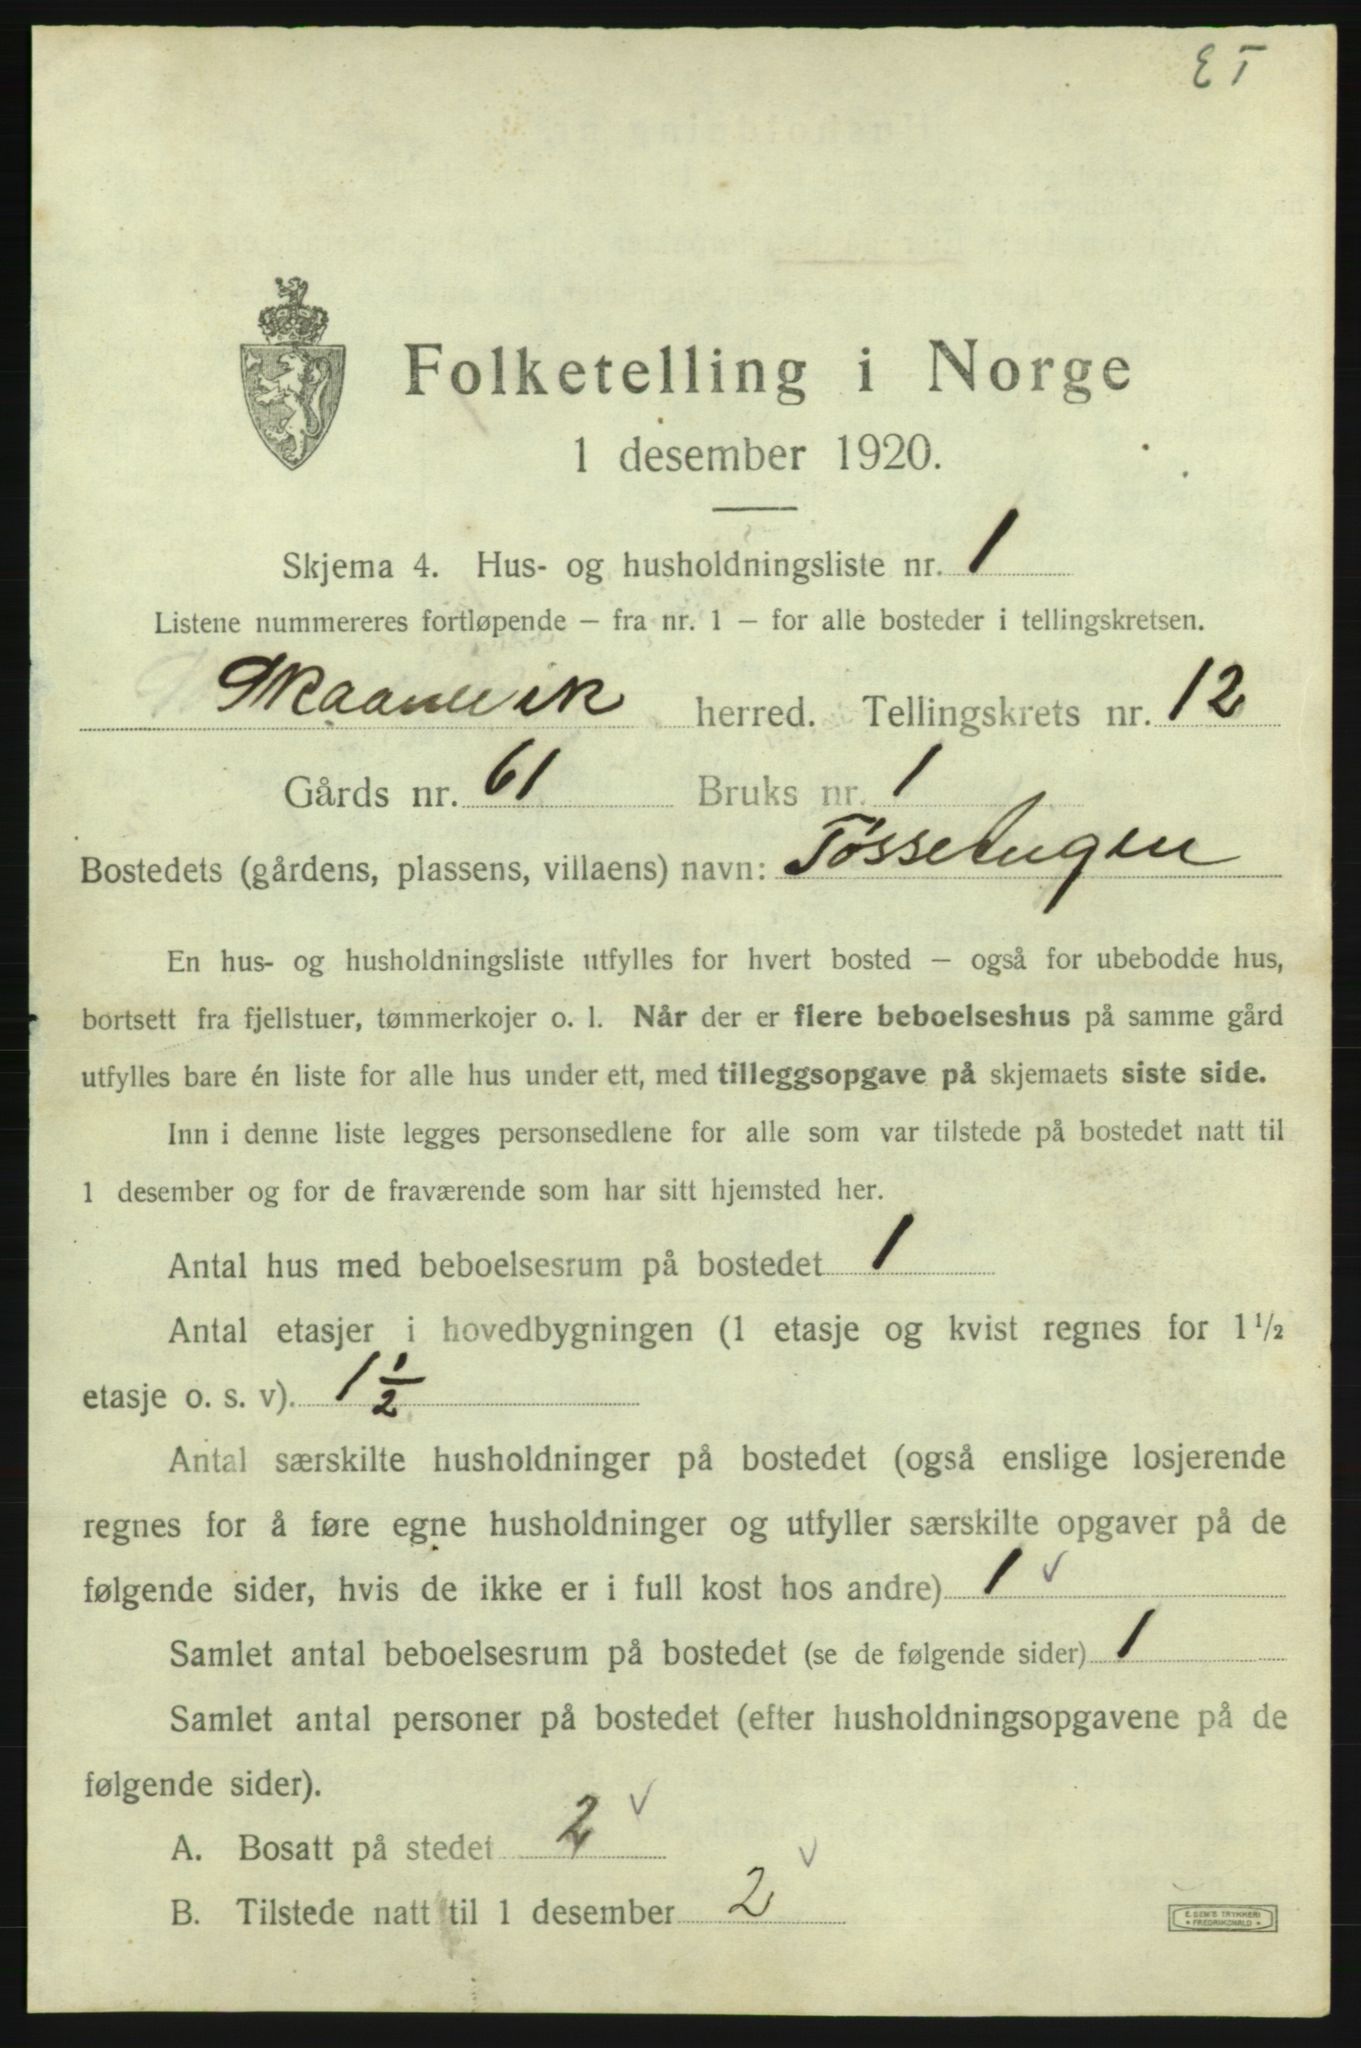 ET
Folketelling i Norge
1 desember 1920.
Skjema 4. Hus- og husholdningsliste nr. 1
Listene nummereres fortløpende – fra nr. 1 – for alle bosteder i tellingskretsen.
Skaanevik herred. Tellingskrets nr. 12
Gårds nr. 61 Bruks nr. 1
Bostedets (gårdens, plassens, villaens) navn:
En hus- og husholdningsliste utfylles for hvert bosted – også for ubebodde hus,
bortsett fra fjellstuer, tømmerkojer o. l. Når der er flere beboelseshus på samme gård
utfylles bare én liste for alle hus under ett, med tilleggsopgave på skjemaets siste side.
Inn i denne liste legges personsedlene for alle som var tilstede på bostedet natt til
1 desember og for de fraværende som har sitt hjemsted her.
Antal hus med beboelsesrum på bostedet 1
Antal etasjer i hovedbygningen (1 etasje og kvist regnes for 1 1/2
etasje o. s. v). 1 1/2
Antal særskilte husholdninger på bostedet (også enslige losjerende
regnes for å føre egne husholdninger og utfyller særskilte opgaver på de
følgende sider, hvis de ikke er i full kost hos andre) 1 v
Samlet antal beboelsesrum på bostedet (se de følgende sider) 1
Samlet antal personer på bostedet (efter husholdningsopgavene på de
følgende sider).
A. Bosatt på stedet 2 v
B. Tilstede natt til 1 desember 2 v
E. SEM'S TRYKKERI
• FREDRIKSHALD •